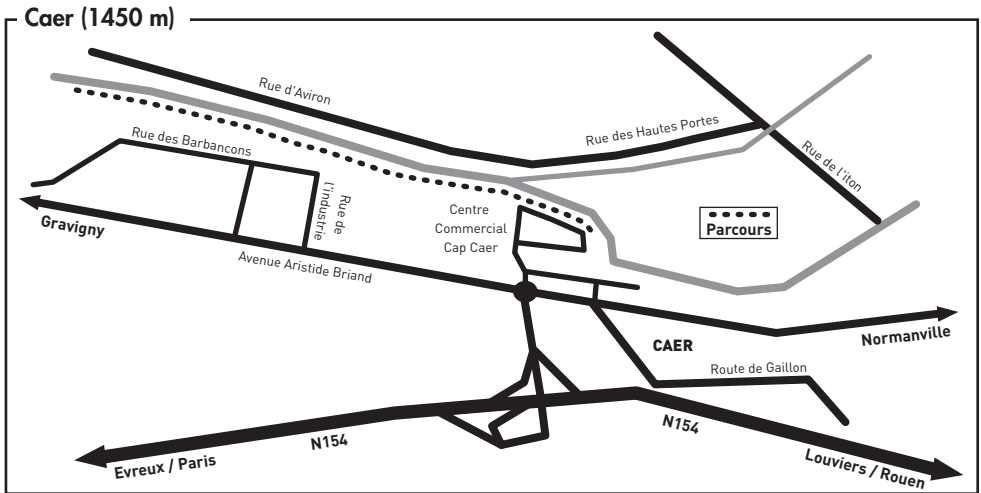 Caer (1450 m)
Rue d'Aviron
Rue des Hautes Portes
Rue des Barbancons
Rue de l'iton
Rue de
l'industrie
Centre
Commercial
Cap Caer
Parcours
Gravigny
Avenue Aristide Briand
Normanville
CAER
Route de Gaillon
N154
N154
Evreux / Paris
Louviers / Rouen